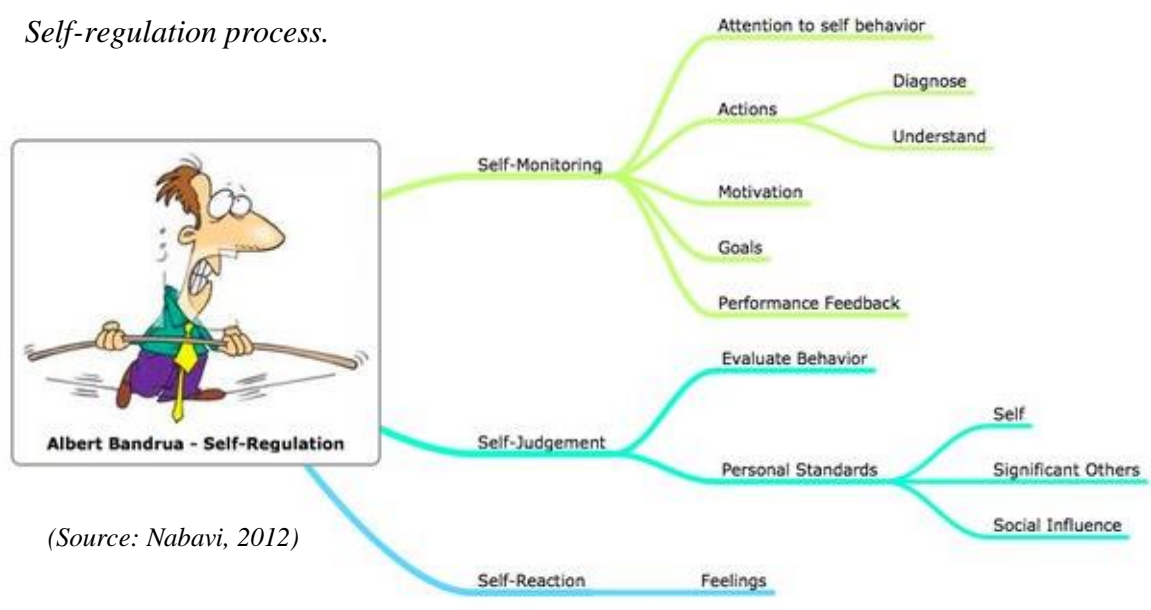 Self-regulation process.
Attention to self behavior
Diagnose
Actions
Understand
Self-Monitoring
Motivation
Goals
Performance Feedback
Evaluate Behavior
Self
Albert Bandrua - Self-Regulation
Self-Judgement
Personal Standards
Significant Others
Social Influence
(Source: Nabavi, 2012)
Self-Reaction
Feelings